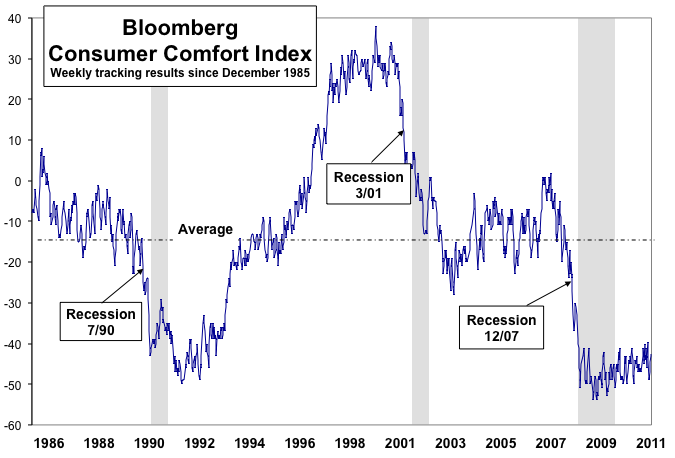 Bloomberg
Consumer Comfort Index
Weekly tracking results since December 1985
40
30
20
10
0
-10
-20
-30
-40
-50
-60
Average
Recession
7/90
Recession
3/01
Recession
12/07
1986 1988 1990 1992 1994 1996 1998 2001 2003 2005 2007 2009 2011